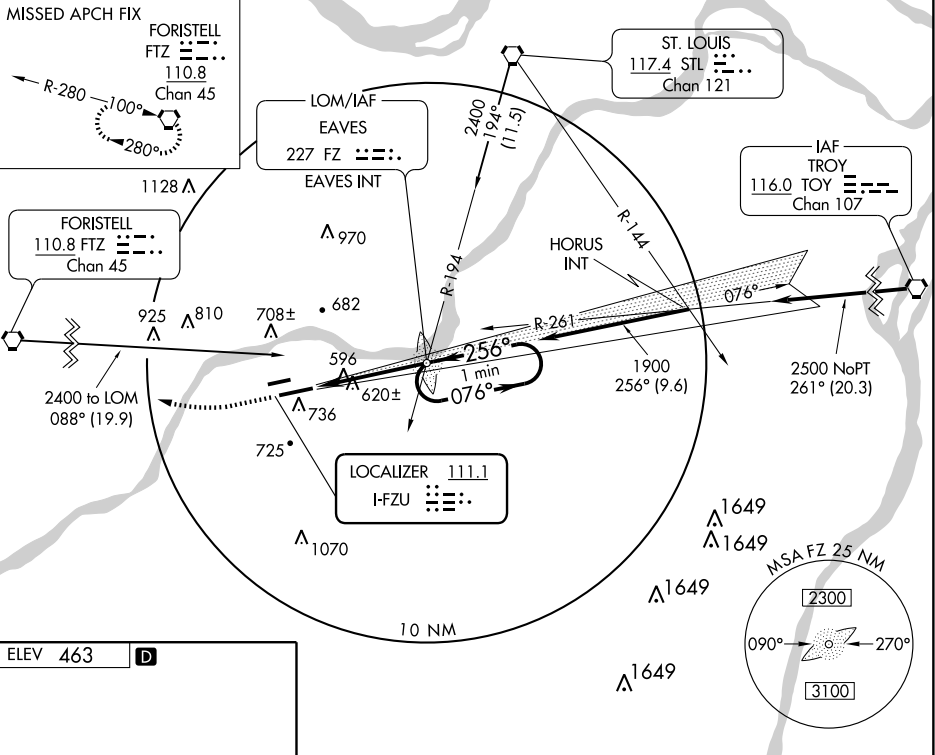 MISSED APCH FIX
FORISTELL
FTZ
110.8
Chan 45
R-280
100°
280°
ST. LOUIS
117.4 STL
Chan 121
LOM/IAF
EAVES
227 FZ
EAVES INT
2400
194°
(11.5)
IAF
TROY
116.0 TOY
Chan 107
1128
FORISTELL
110.8 FTZ
Chan 45
970
R-194
R-144
HORUS
INT
076°
925
810
708±
682
R-261
596
256°
1 min
076°
620±
736
1900
256° (9.6)
2500 NoPT
261° (20.3)
2400 to LOM
088° (19.9)
725
LOCALIZER 111.1
I-FZU
1070
1649
1649
1649
1649
10 NM
MSA FZ 25 NM
2300
090°
270°
3100
ELEV 463 D